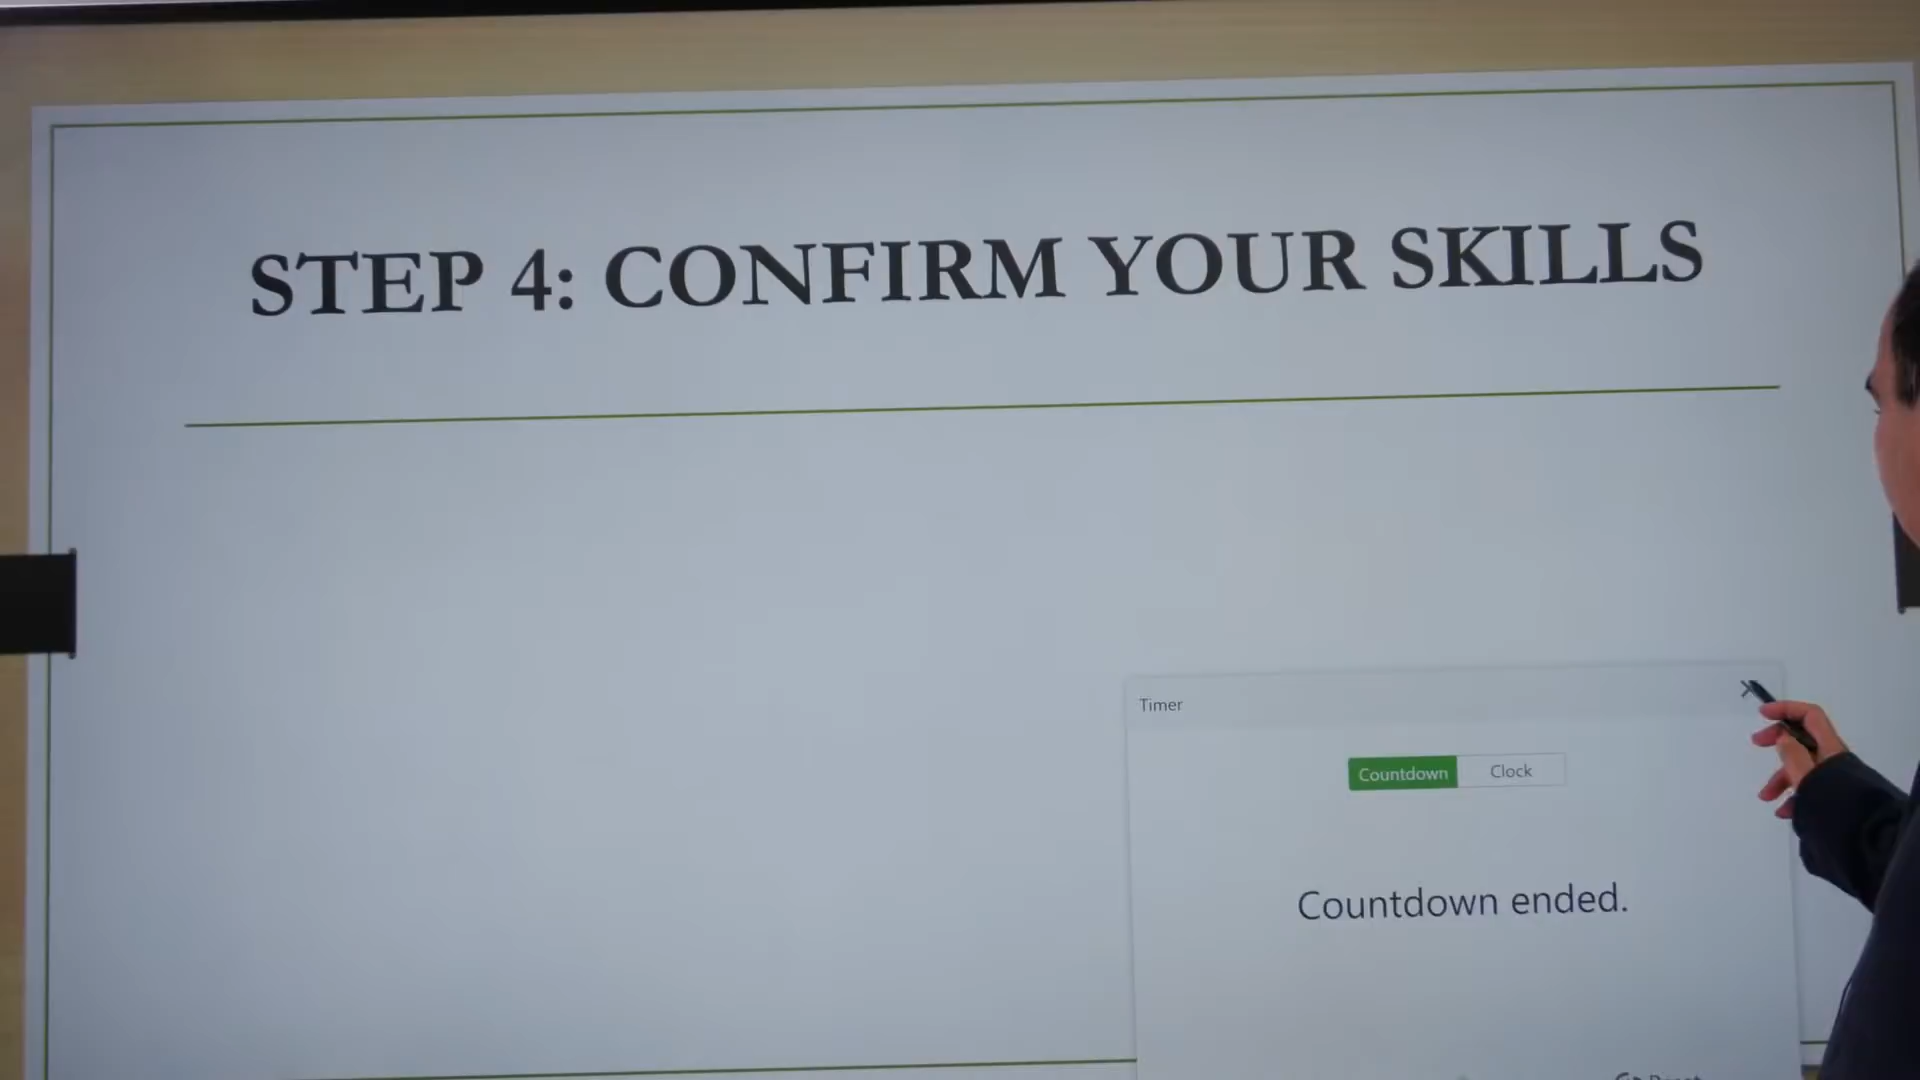 STEP 4: CONFIRM YOUR SKILLS
Timer
Countdown Clock
Countdown ended.